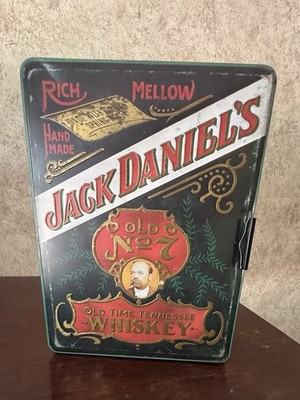 RICH MELLOW
HAND
MADE
JACK DANIEL'S
OLD
No 7
OLD TIME TENNESSEE
WHISKEY